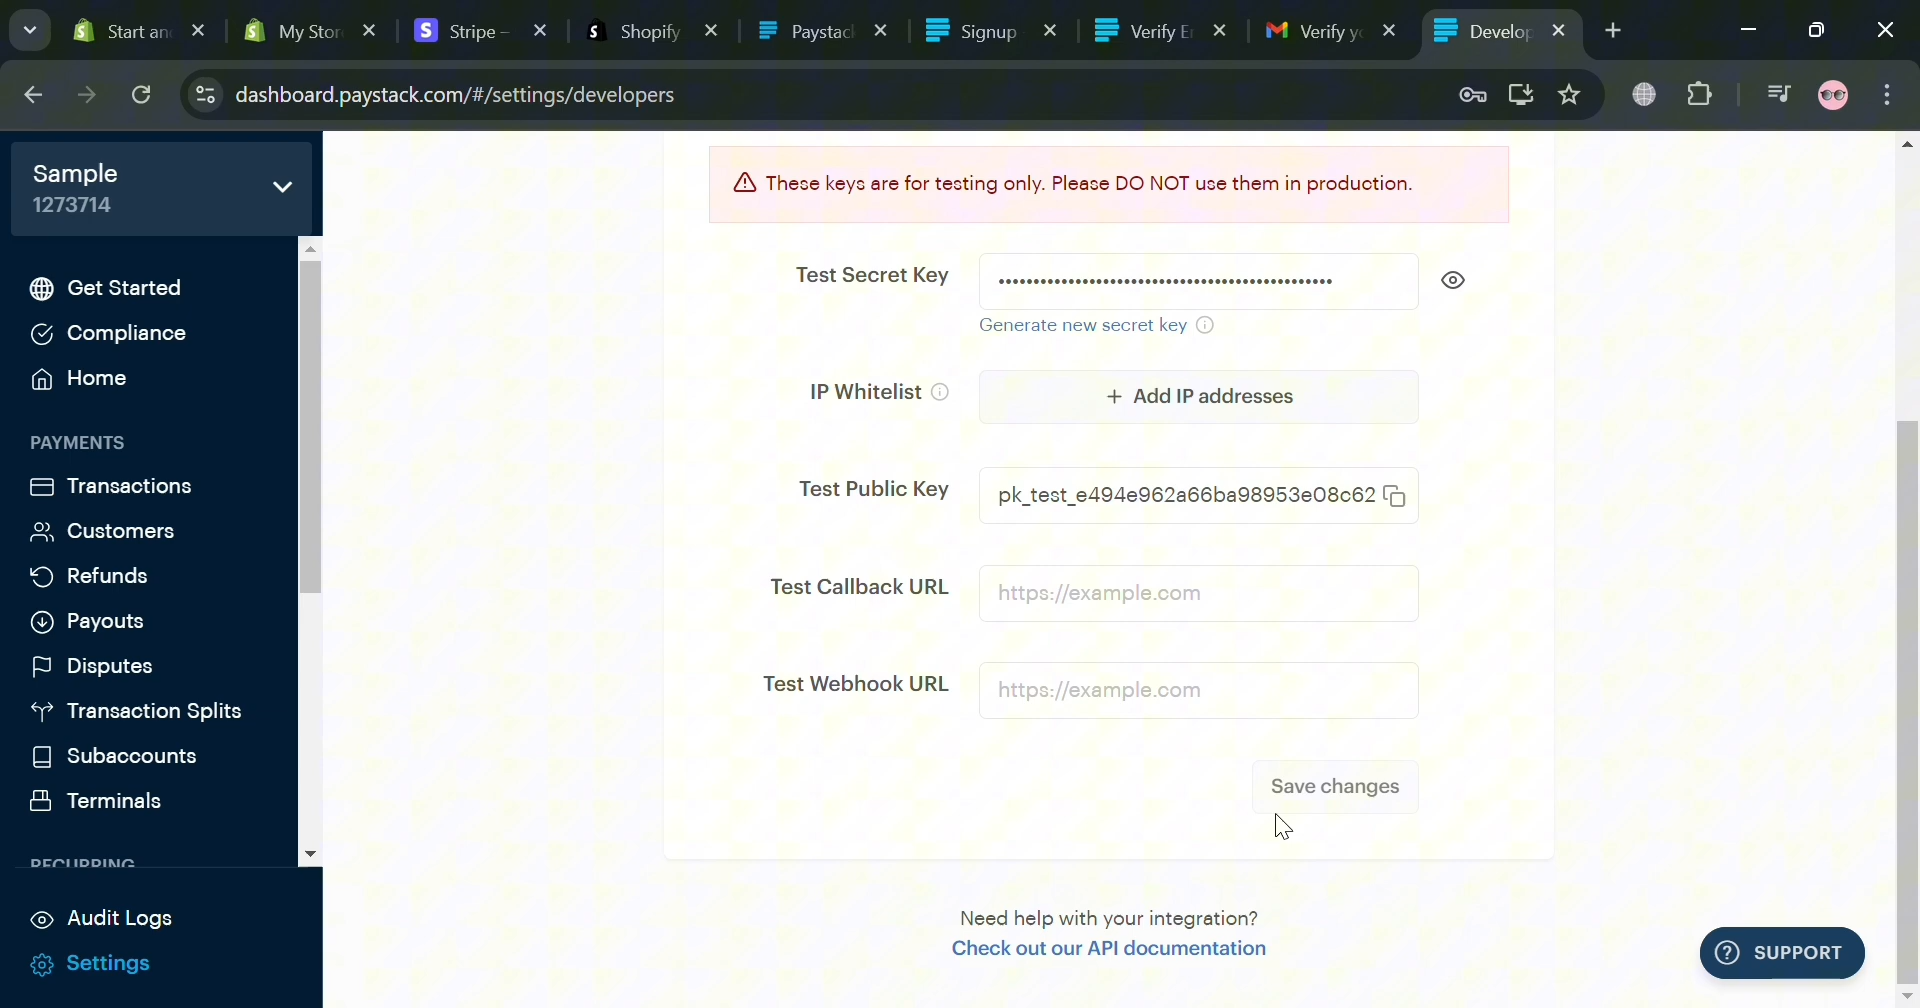 Start an
My Stor
Stripe –
Shopify
Paystac
Signup
Verify E
Verify y
Develop
dashboard.paystack.com/#/settings/developers
Sample
1273714
Get Started
Compliance
Home
PAYMENTS
Transactions
Customers
Refunds
Payouts
Disputes
Transaction Splits
Subaccounts
Terminals
RECURRING
Audit Logs
Settings
These keys are for testing only. Please DO NOT use them in production.
Test Secret Key
Generate new secret key
IP Whitelist
+ Add IP addresses
Test Public Key
pk_test_e494e962a66ba98953e08c62
Test Callback URL
https://example.com
Test Webhook URL
https://example.com
Save changes
Need help with your integration?
Check out our API documentation
SUPPORT